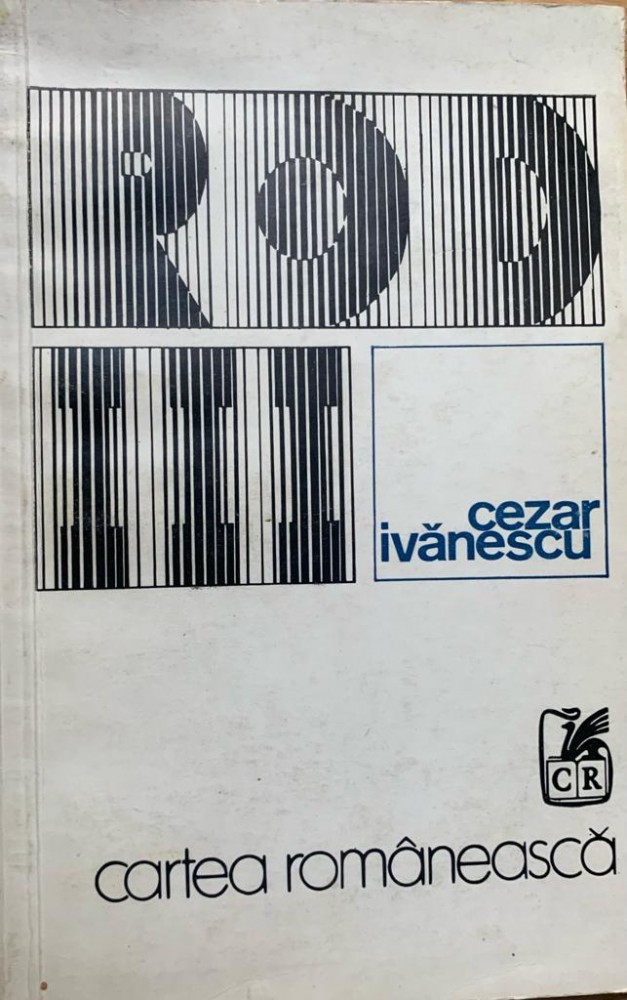 ROD
III
cezar
ivănescu
CR
cartea românească